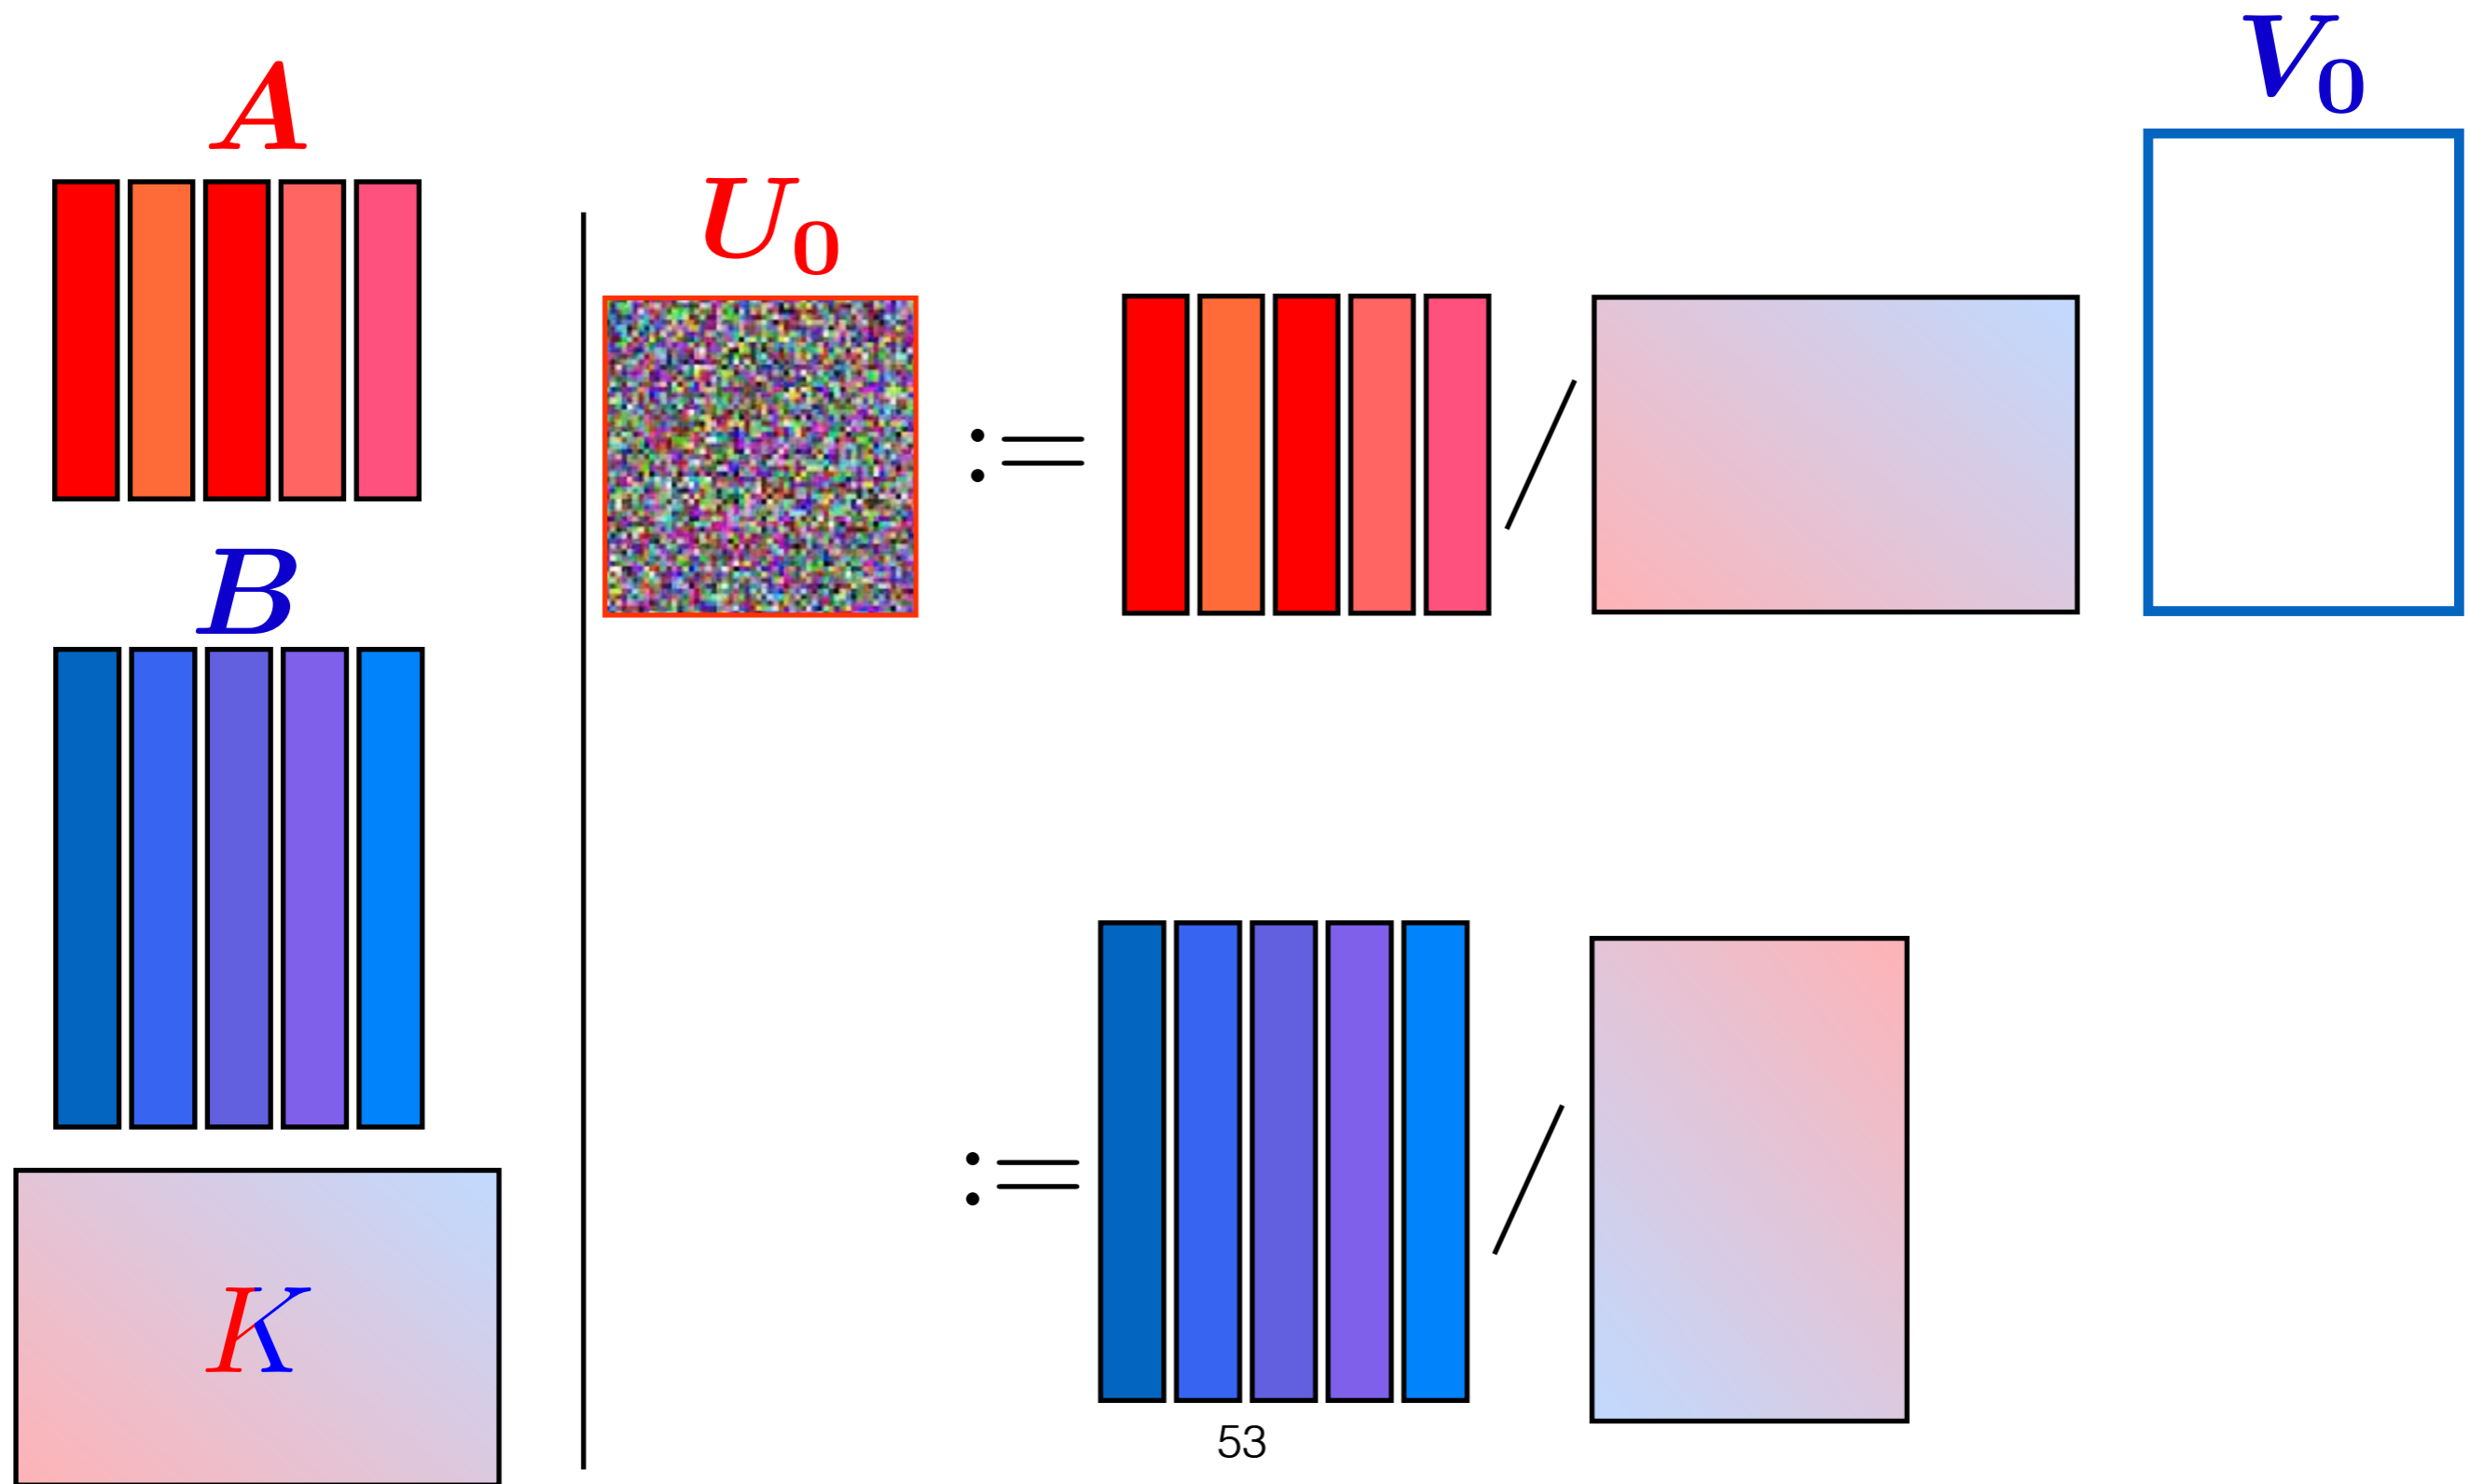 A
B
K
U₀
:=
/
V₀
:=
/
53